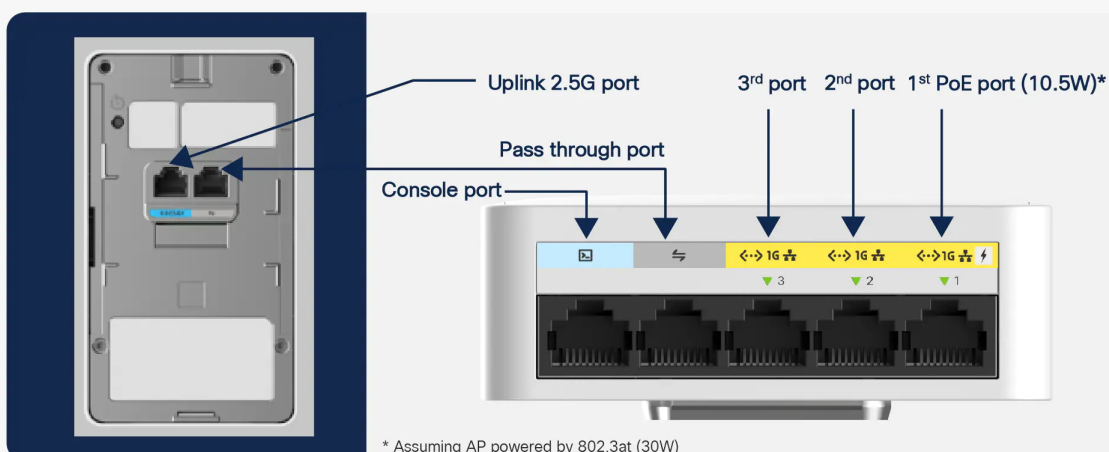 Uplink 2.5G port
3rd port 2nd port 1st PoE port (10.5W)*
Pass through port
Console port
1G 1G 1G
3 2 1
* Assuming AP powered by 802.3at (30W)